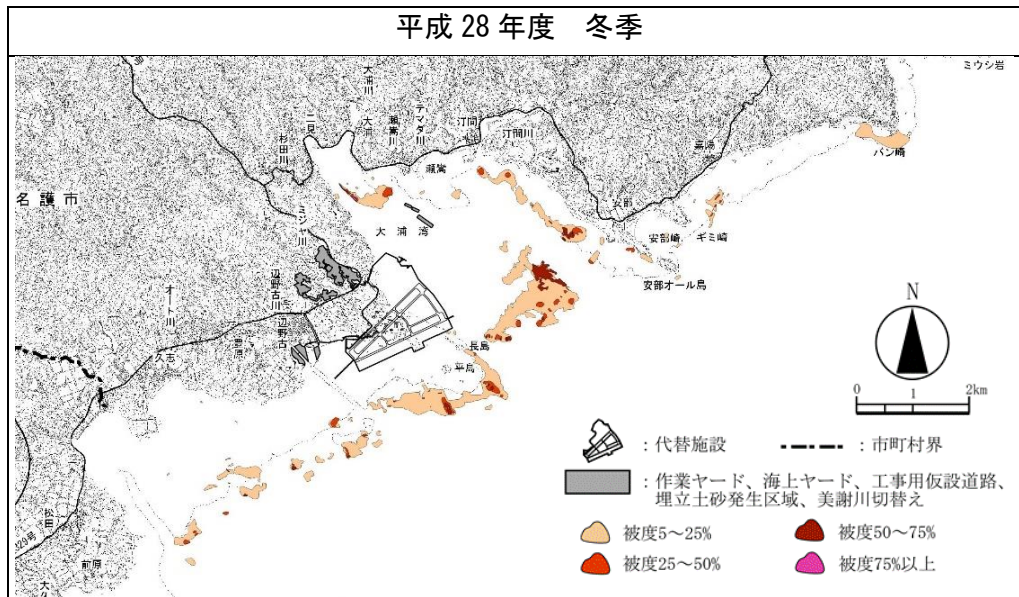 平成28年度 冬季
ミウシ岩
大浦川
テマダ川
瀬嵩川
大浦
二見
杉田川
汀間
汀間川
嘉陽
バン崎
瀬嵩
名護市
ミジャ川
大浦湾
安部
安部崎
ギミ崎
安部オール島
オート川
辺野古川
辺野古
豊原
久志
長島
平島
N
0 1 2km
：代替施設
：市町村界
：作業ヤード、海上ヤード、工事用仮設道路、
埋立土砂発生区域、美謝川切替え
被度5～25%
被度50～75%
被度25～50%
被度75%以上
松田
329号
前原